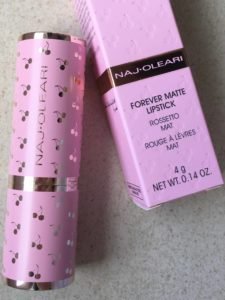 NAJ·OLEARI
NAJ·OLEARI
FOREVER MATTE
LIPSTICK
ROSSETTO
MAT
ROUGE À LÈVRES
MAT
4 g
NET WT. 0.14 OZ.